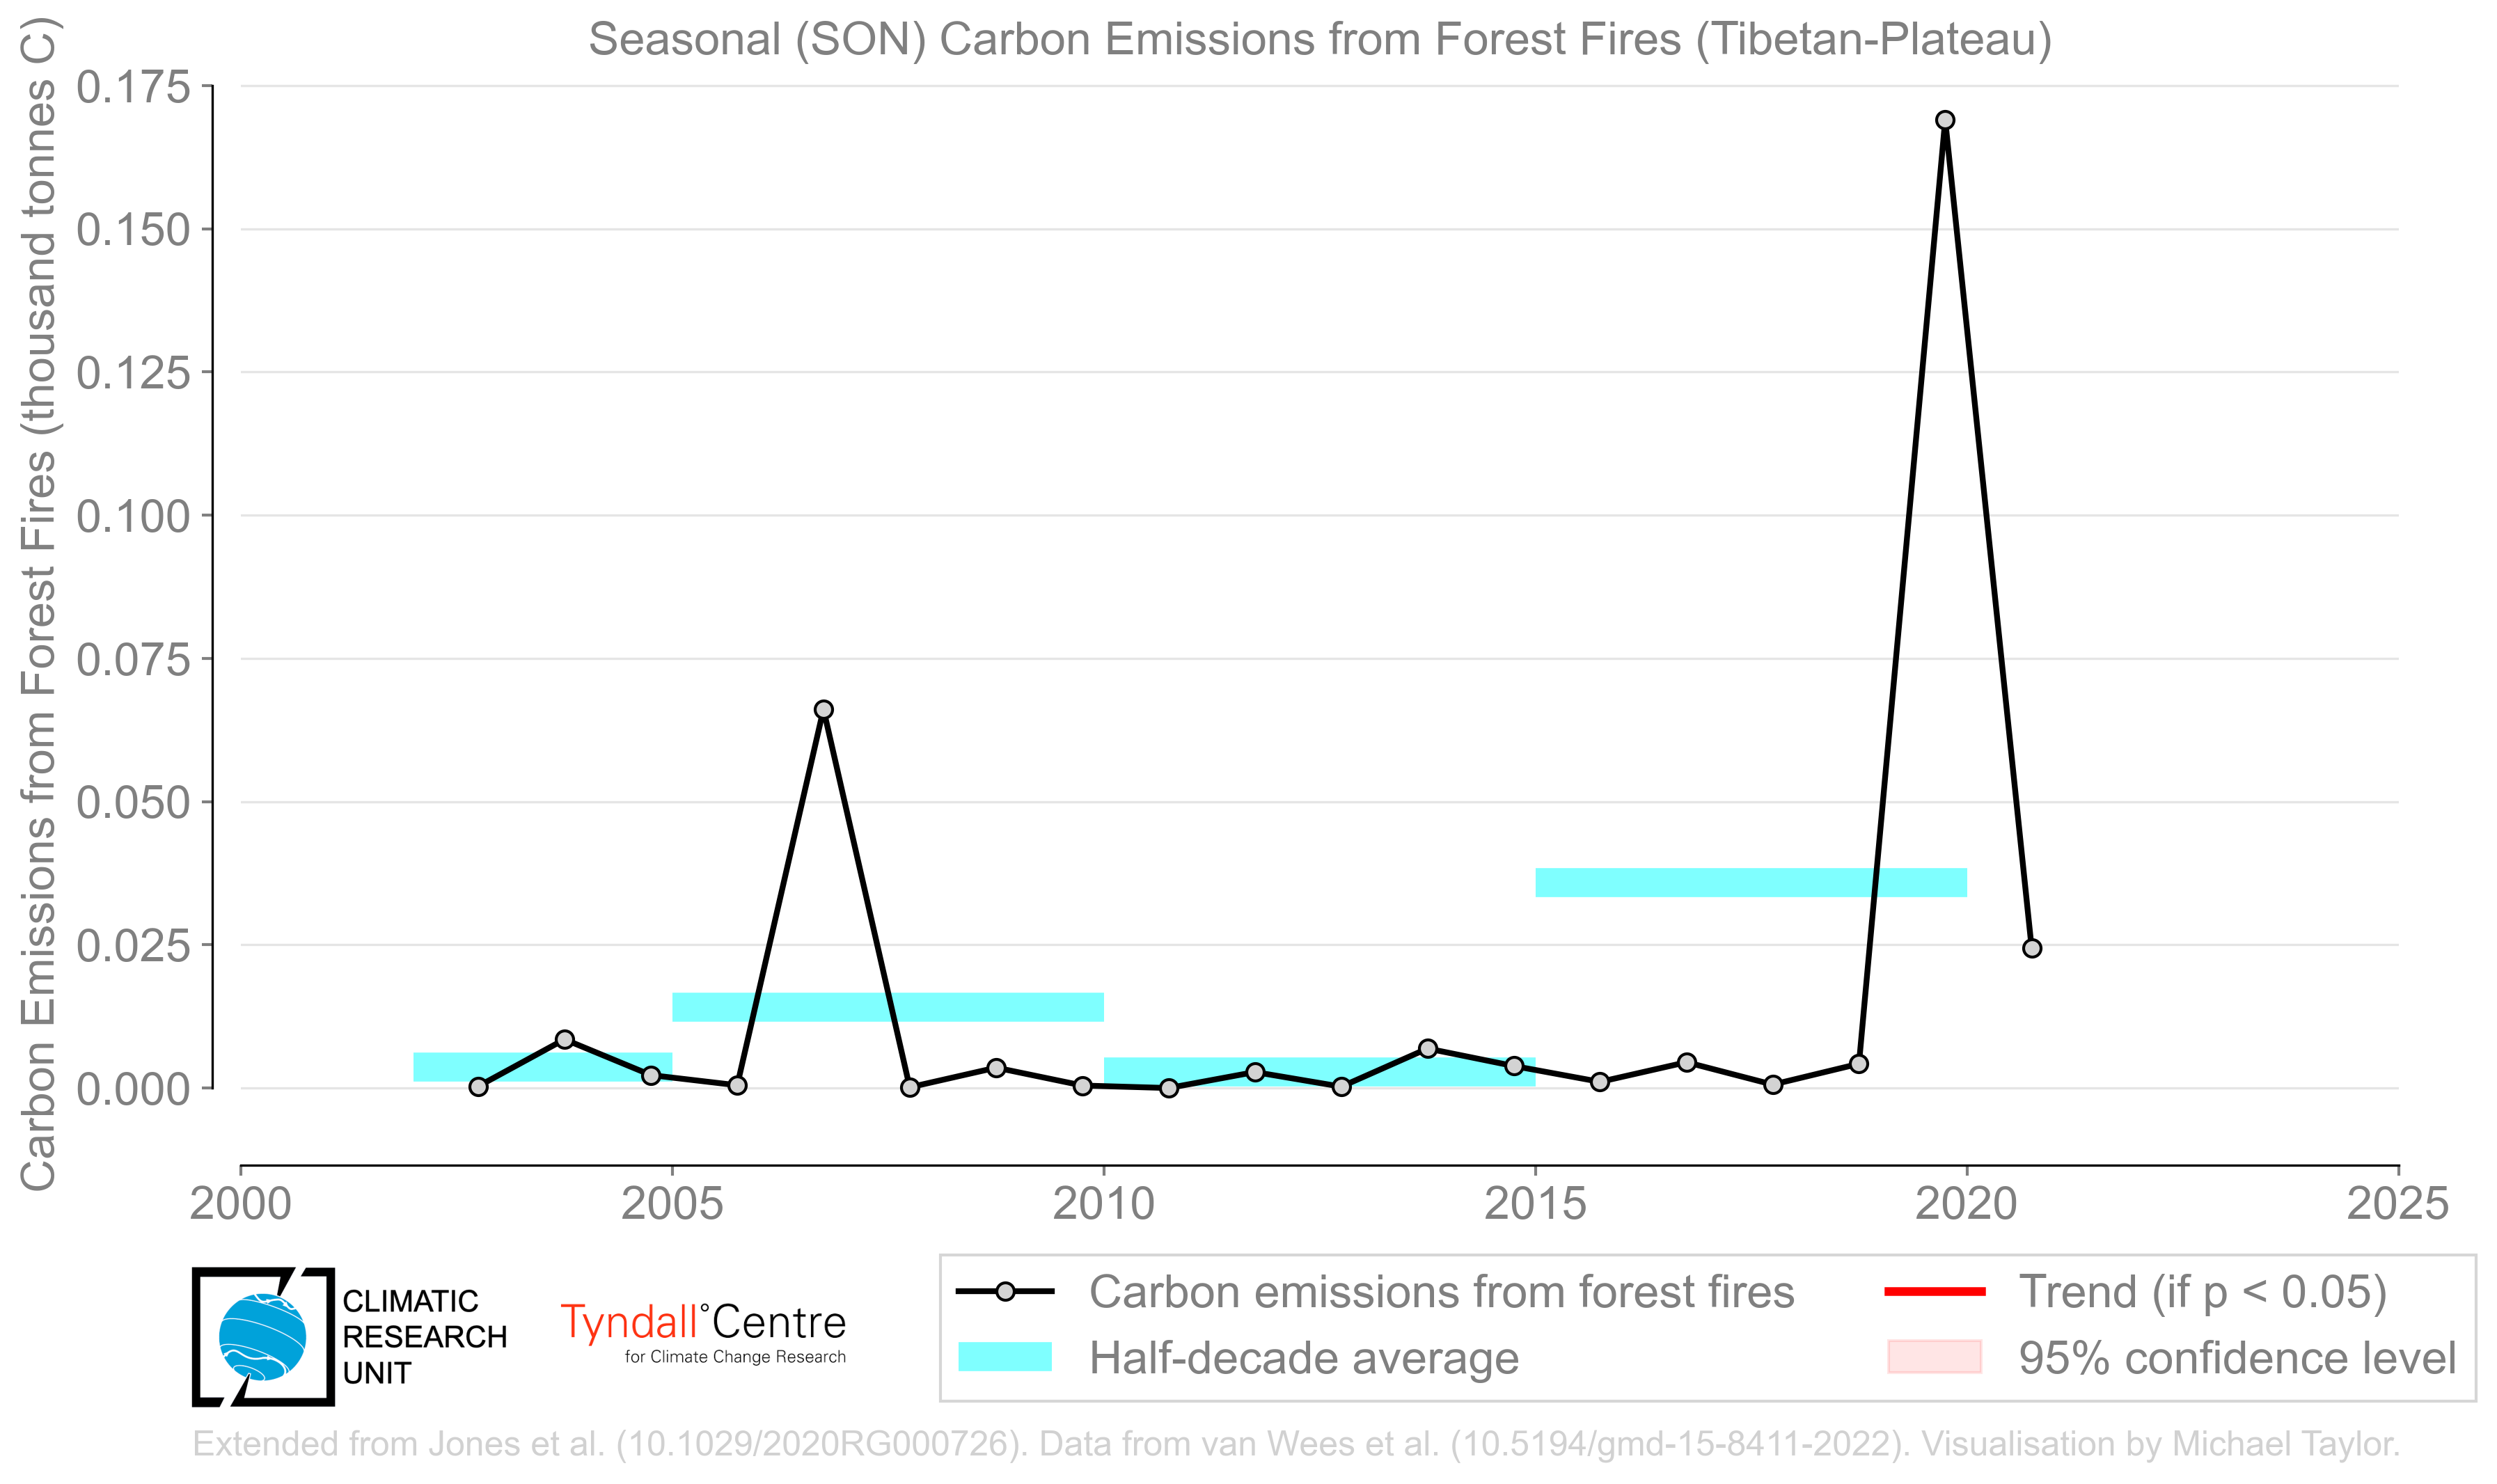 Seasonal (SON) Carbon Emissions from Forest Fires (Tibetan-Plateau)
Carbon Emissions from Forest Fires (thousand tonnes C)
0.175
0.150
0.125
0.100
0.075
0.050
0.025
0.000
2000 2005 2010 2015 2020 2025
CLIMATIC
RESEARCH
UNIT
Tyndall°Centre
for Climate Change Research
Carbon emissions from forest fires
Half-decade average
Trend (if p < 0.05)
95% confidence level
Extended from Jones et al. (10.1029/2020RG000726). Data from van Wees et al. (10.5194/gmd-15-8411-2022). Visualisation by Michael Taylor.